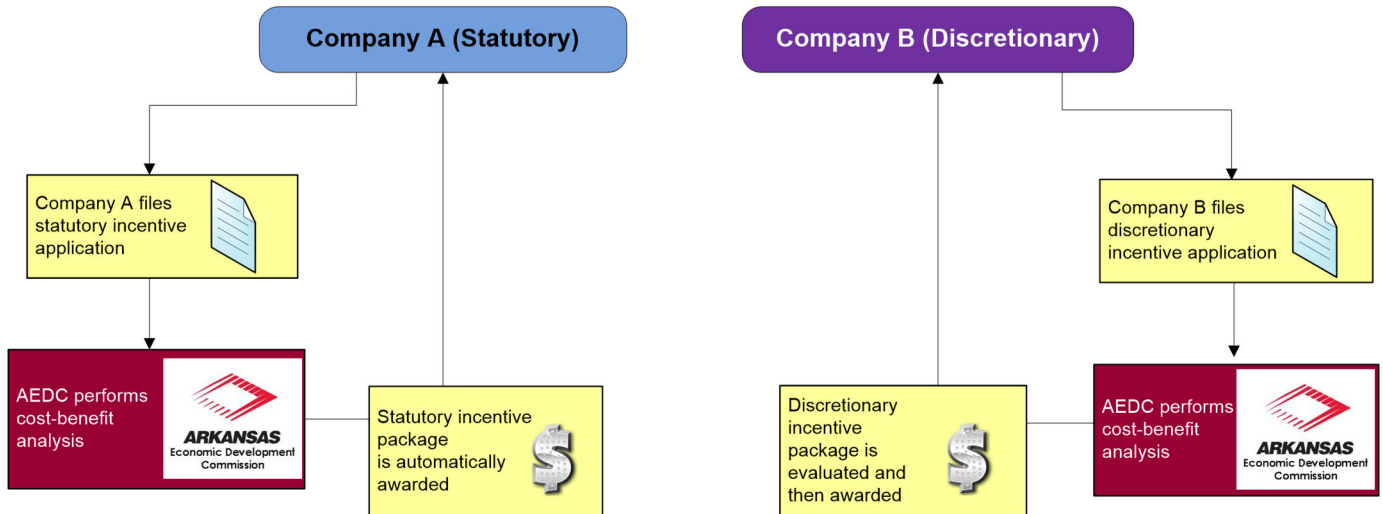 Company A (Statutory)
Company A files
statutory incentive
application
AEDC performs
cost-benefit
analysis
ARKANSAS
Economic Development
Commission
Statutory incentive
package
is automatically
awarded
$
Company B (Discretionary)
Company B files
discretionary
incentive application
AEDC performs
cost-benefit
analysis
ARKANSAS
Economic Development
Commission
Discretionary
incentive
package is
evaluated and
then awarded
$